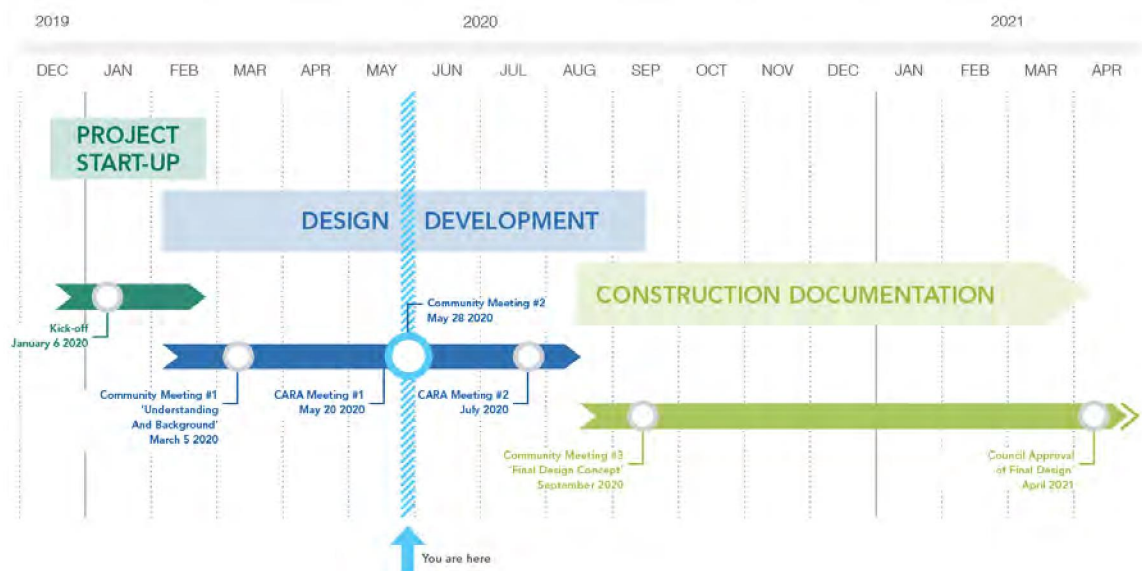 2019 2020 2021
DEC JAN FEB MAR APR MAY JUN JUL AUG SEP OCT NOV DEC JAN FEB MAR APR
PROJECT
START-UP
DESIGN DEVELOPMENT
CONSTRUCTION DOCUMENTATION
Kick-off
January 6 2020
Community Meeting #2
May 28 2020
Community Meeting #1
'Understanding
And Background'
March 5 2020
CARA Meeting #1
May 20 2020
CARA Meeting #2
July 2020
Community Meeting #3
'Final Design Concept'
September 2020
Council Approval
of Final Design
April 2021
You are here